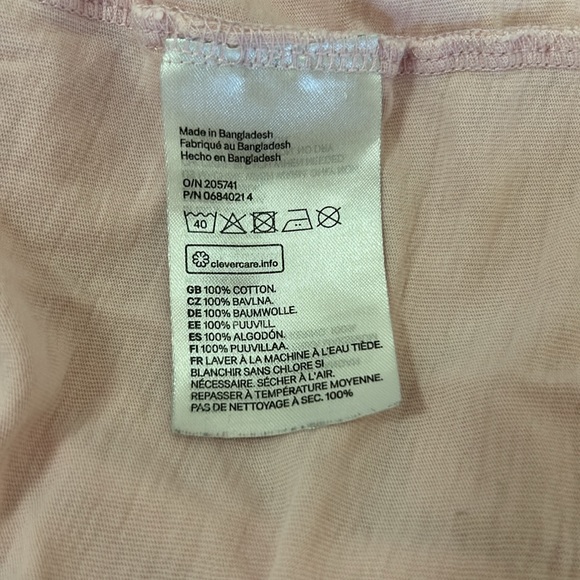 Made in Bangladesh
Fabriqué au Bangladesh
Hecho en Bangladesh
O/N 205741
P/N 0684021 4
40
clevercare.info
GB 100% COTTON.
CZ 100% BAVLNA.
DE 100% BAUMWOLLE.
EE 100% PUUVILL.
ES 100% ALGODÓN.
FI 100% PUUVILLAA.
FR LAVER À LA MACHINE À L'EAU TIÈDE.
BLANCHIR SANS CHLORE SI
NÉCESSAIRE. SÉCHER À L'AIR.
REPASSER À TEMPÉRATURE MOYENNE.
PAS DE NETTOYAGE À SEC. 100%